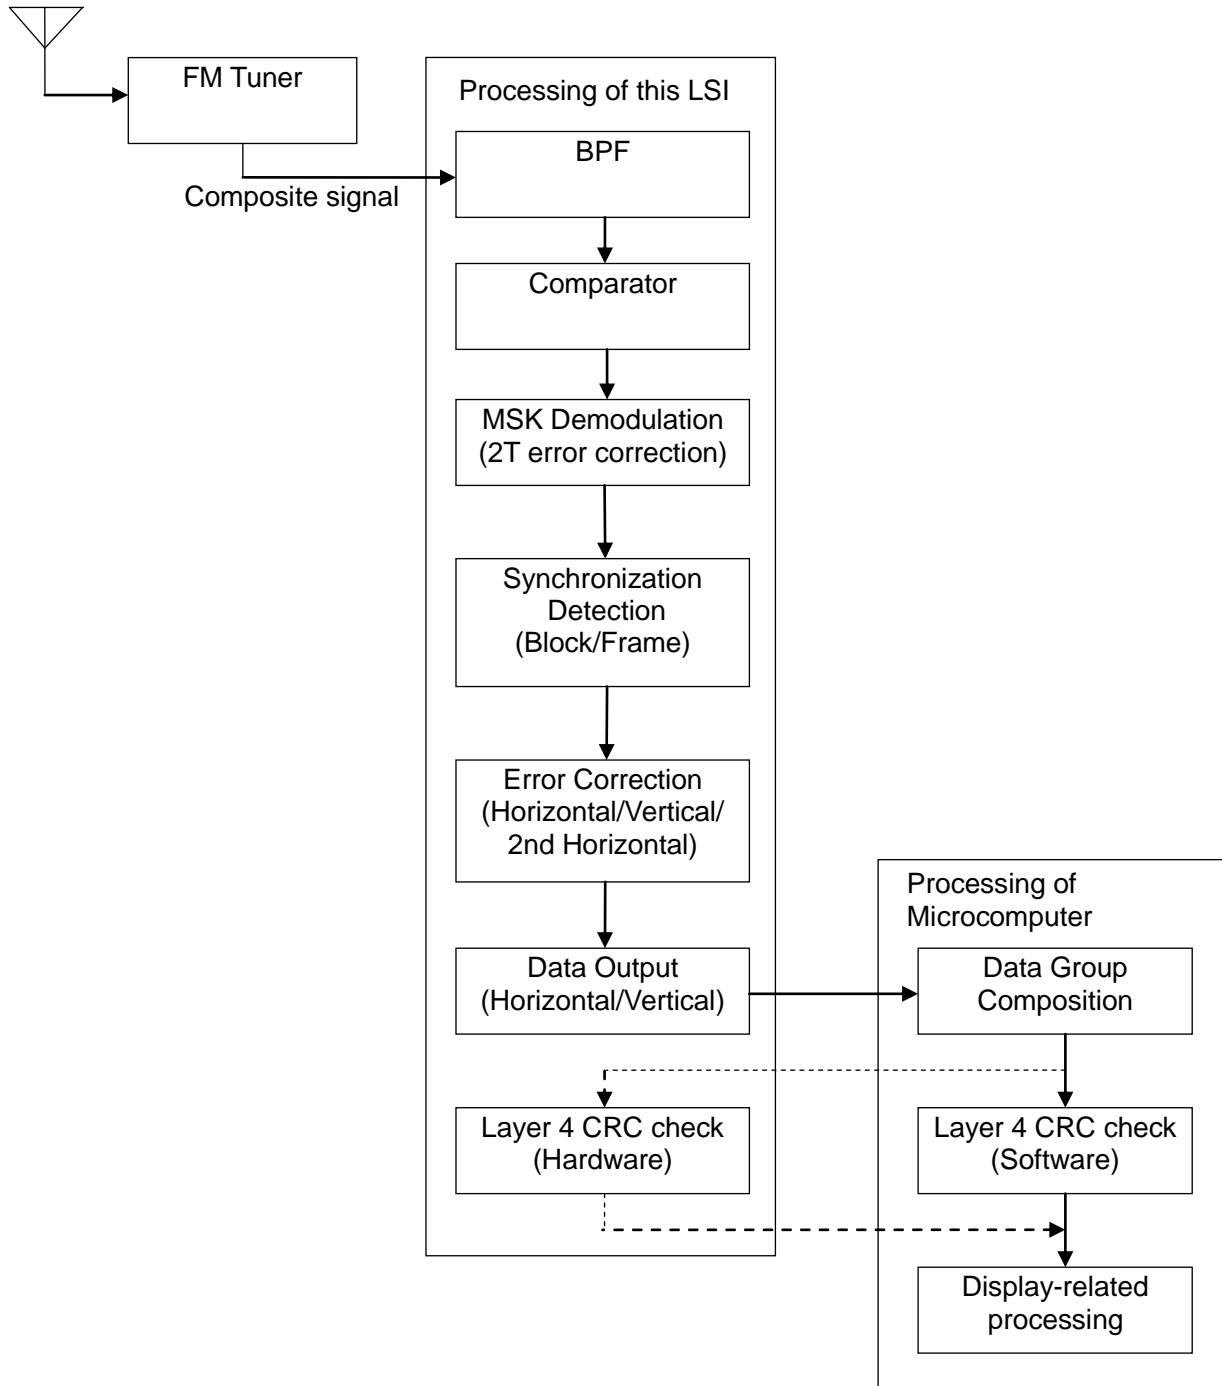 FM Tuner
Composite signal
Processing of this LSI
BPF
Comparator
MSK Demodulation
(2T error correction)
Synchronization
Detection
(Block/Frame)
Error Correction
(Horizontal/Vertical/
2nd Horizontal)
Data Output
(Horizontal/Vertical)
Layer 4 CRC check
(Hardware)
Processing of
Microcomputer
Data Group
Composition
Layer 4 CRC check
(Software)
Display-related
processing